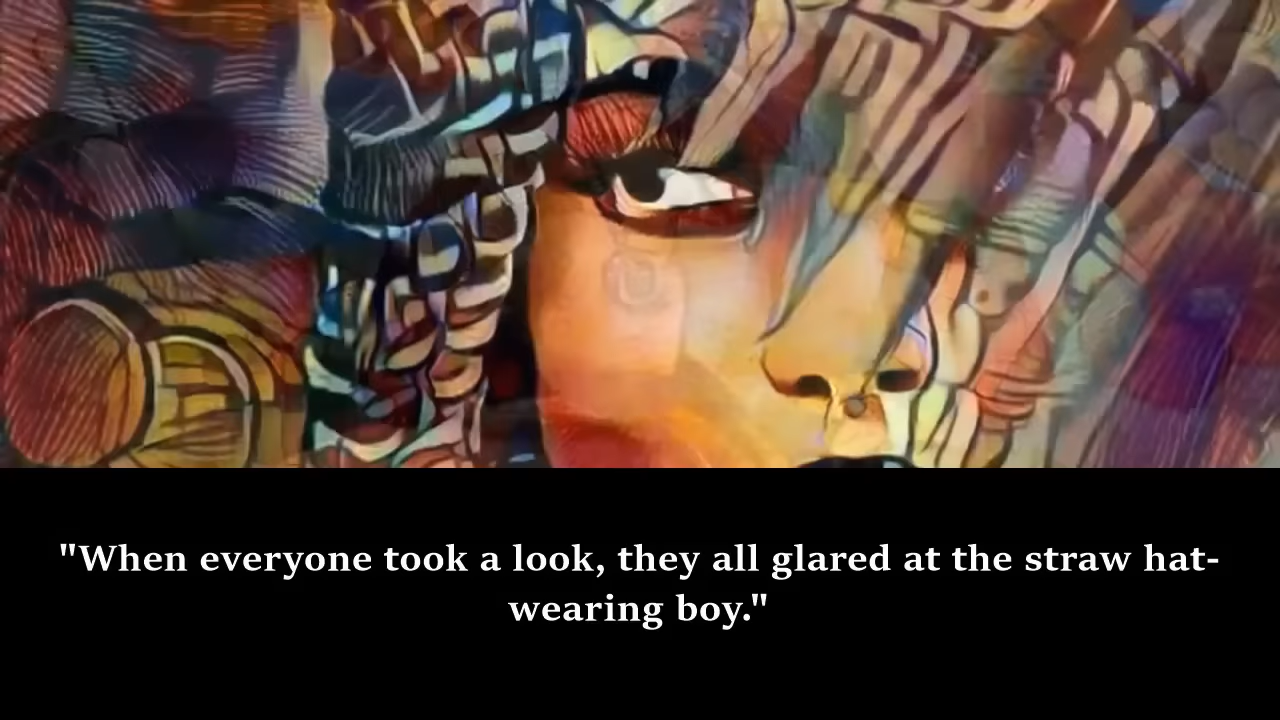 "When everyone took a look, they all glared at the straw hat-
wearing boy."